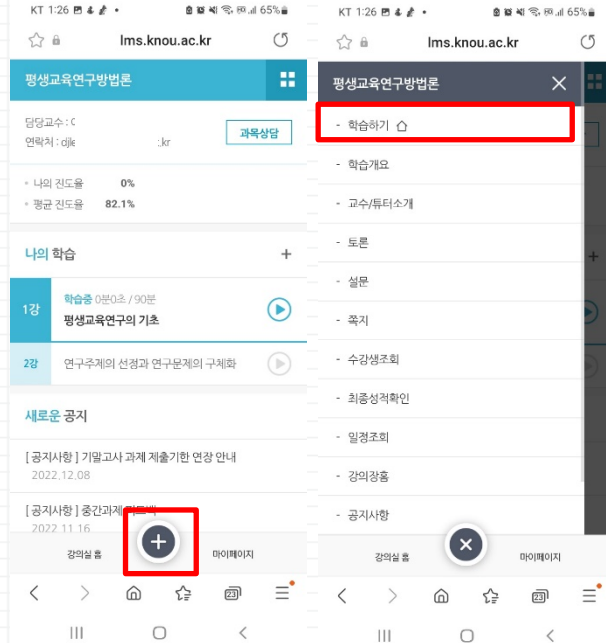 KT 1:26
65%
lms.knou.ac.kr
평생교육연구방법론
담당교수 :
연락처 :
.kr
과목상담
나의 진도율 0%
평균 진도율 82.1%
나의 학습
+
1강
학습중 0분0초 / 90분
평생교육연구의 기초
2강
연구주제의 선정과 연구문제의 구체화
새로운 공지
[ 공지사항 ] 기말고사 과제 제출기한 연장 안내
2022.12.08
[ 공지사항 ] 중간과제
2022.11.16
강의실 홈
+
마이페이지
23
KT 1:26
65%
lms.knou.ac.kr
평생교육연구방법론
- 학습하기
- 학습개요
- 교수/튜터소개
- 토론
- 설문
- 쪽지
- 수강생조회
- 최종성적확인
- 일정조회
- 강의장홈
- 공지사항
강의실 홈
마이페이지
23